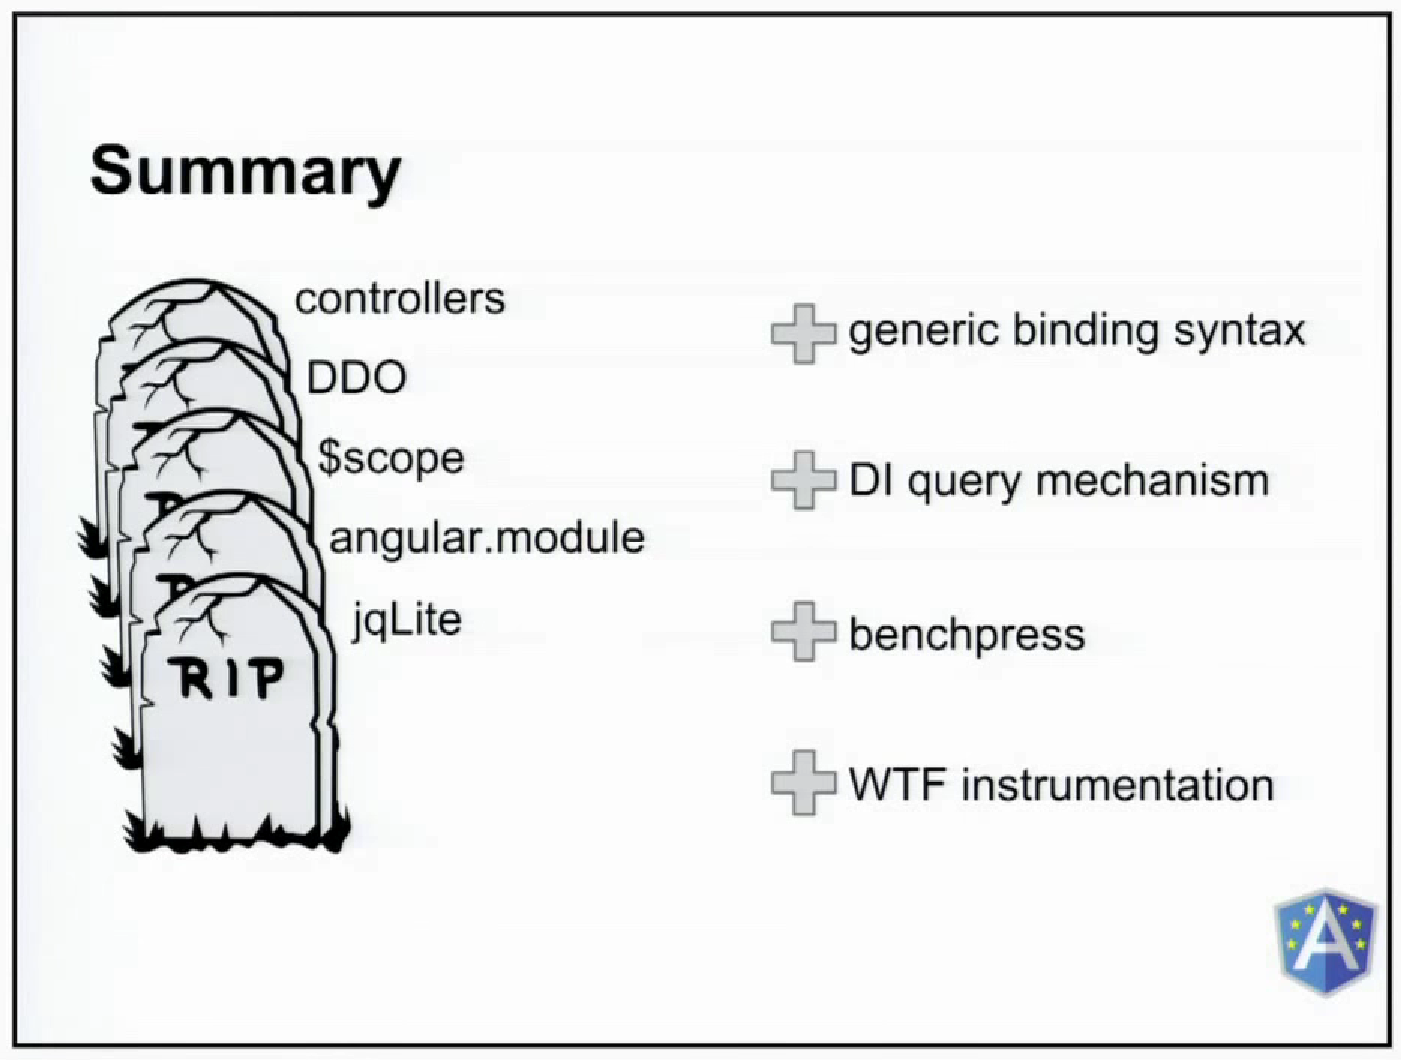 Summary
controllers
DDO
$scope
angular.module
jqLite
RIP
generic binding syntax
DI query mechanism
benchpress
WTF instrumentation
A